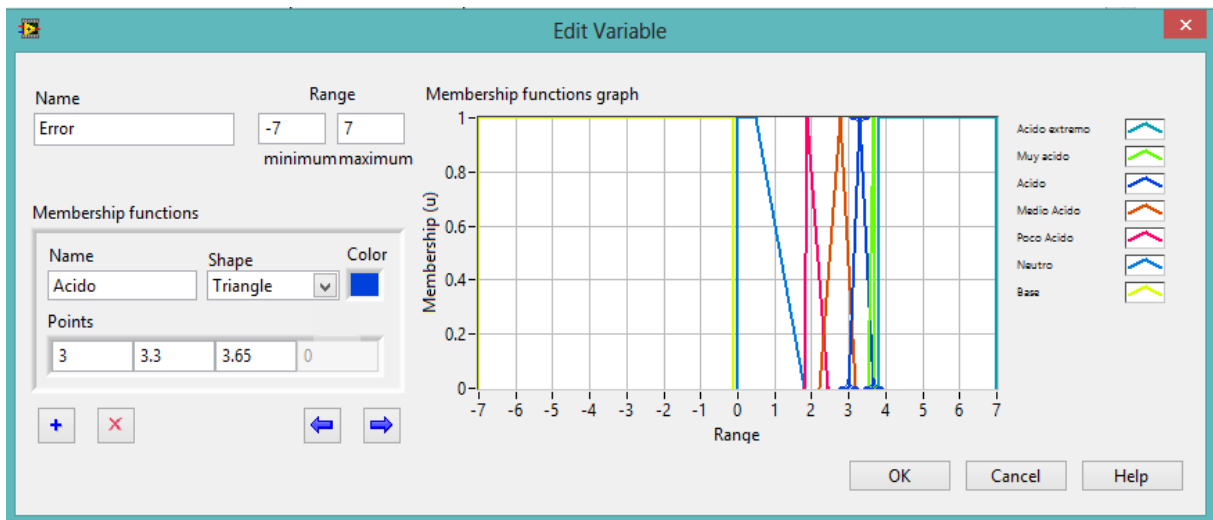 Edit Variable
Name
Range
Error
-7
7
minimum maximum
Membership functions
Name
Shape
Color
Acido
Triangle
Points
3
3.3
3.65
0
Membership functions graph
Membership (u)
1
0.8
0.6
0.4
0.2
0
-7 -6 -5 -4 -3 -2 -1 0 1 2 3 4 5 6 7
Range
Acido extremo
Muy acido
Acido
Medio Acido
Poco Acido
Neutro
Base
OK
Cancel
Help